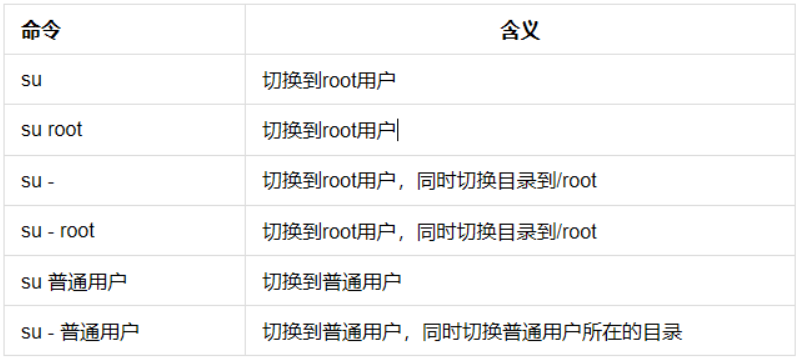 命令 含义
su 切换到root用户
su root 切换到root用户
su - 切换到root用户，同时切换目录到/root
su - root 切换到root用户，同时切换目录到/root
su 普通用户 切换到普通用户
su - 普通用户 切换到普通用户，同时切换普通用户所在的目录